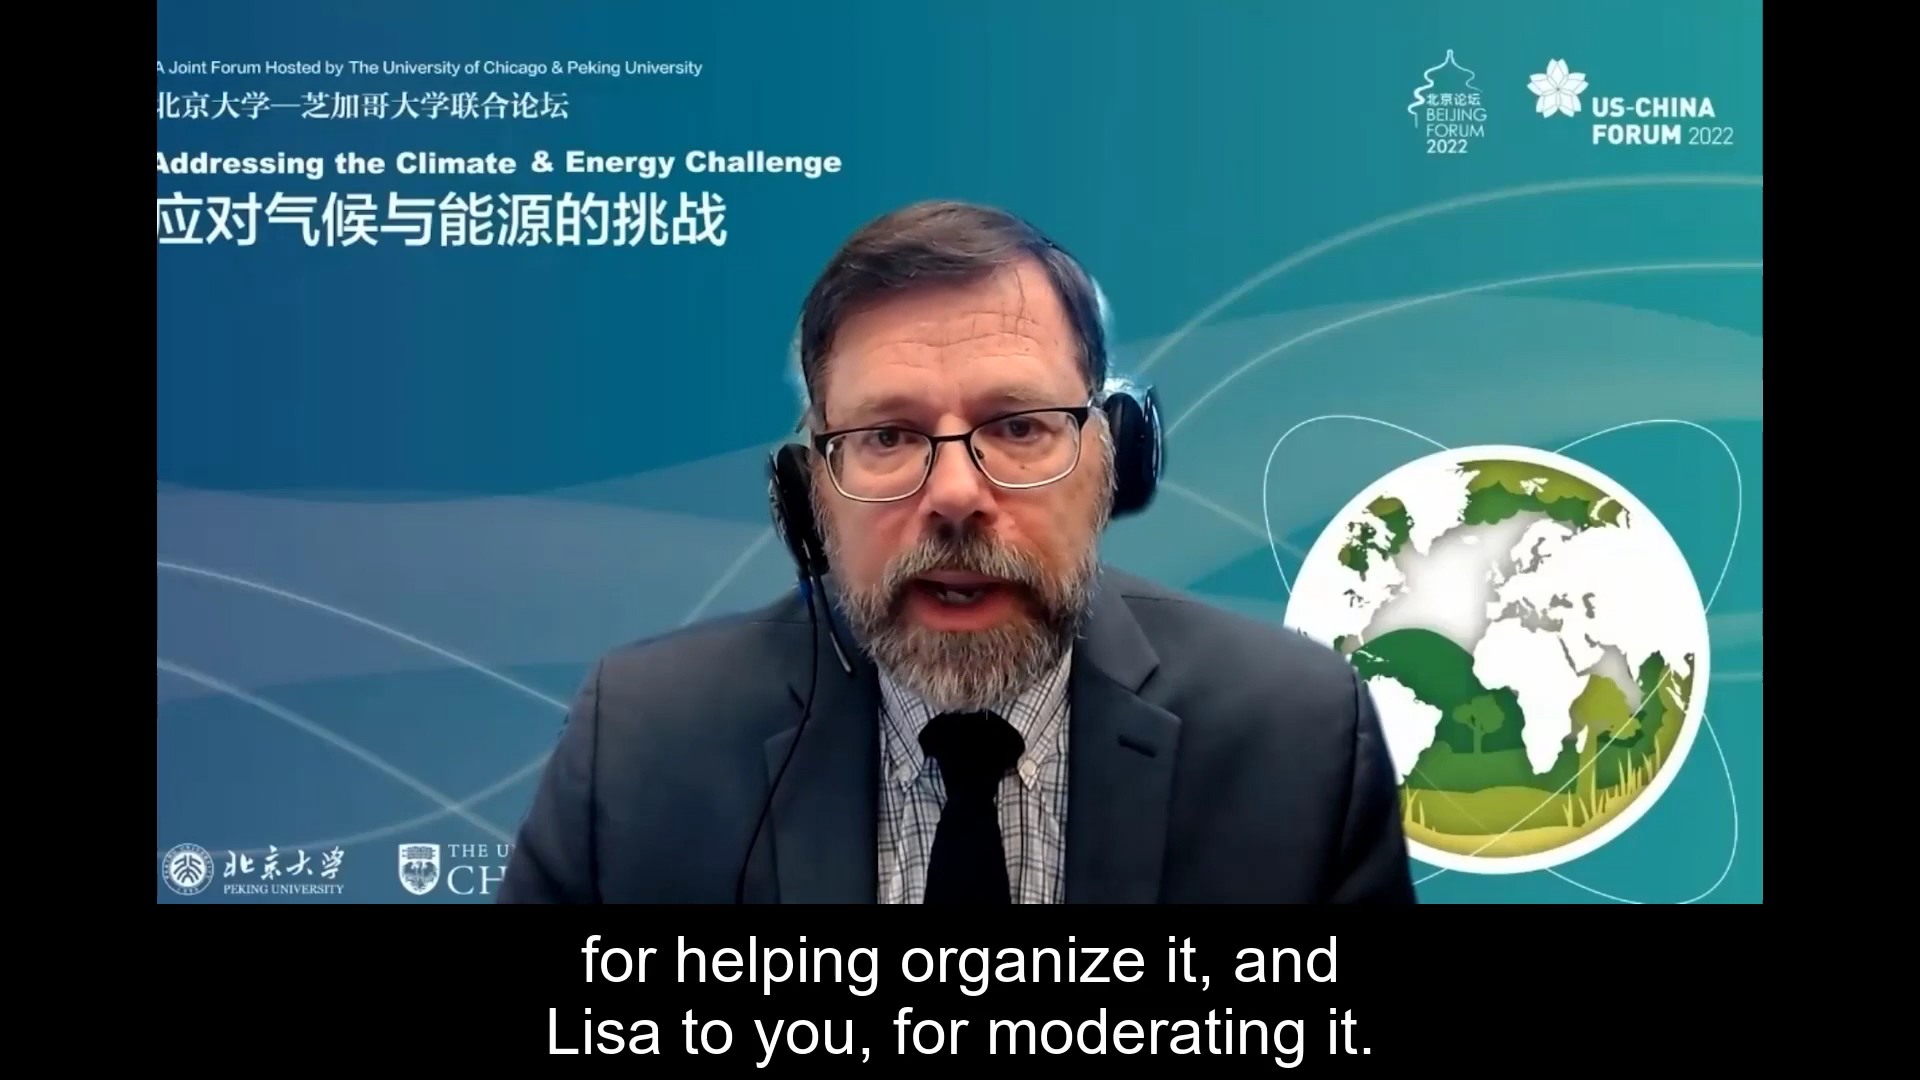 A Joint Forum Hosted by The University of Chicago & Peking University
北京大学—芝加哥大学联合论坛
Addressing the Climate & Energy Challenge
应对气候与能源的挑战
北京论坛
BEIJING
FORUM
2022
US-CHINA
FORUM 2022
北京大学
PEKING UNIVERSITY
THE U
CH
for helping organize it, and
Lisa to you, for moderating it.